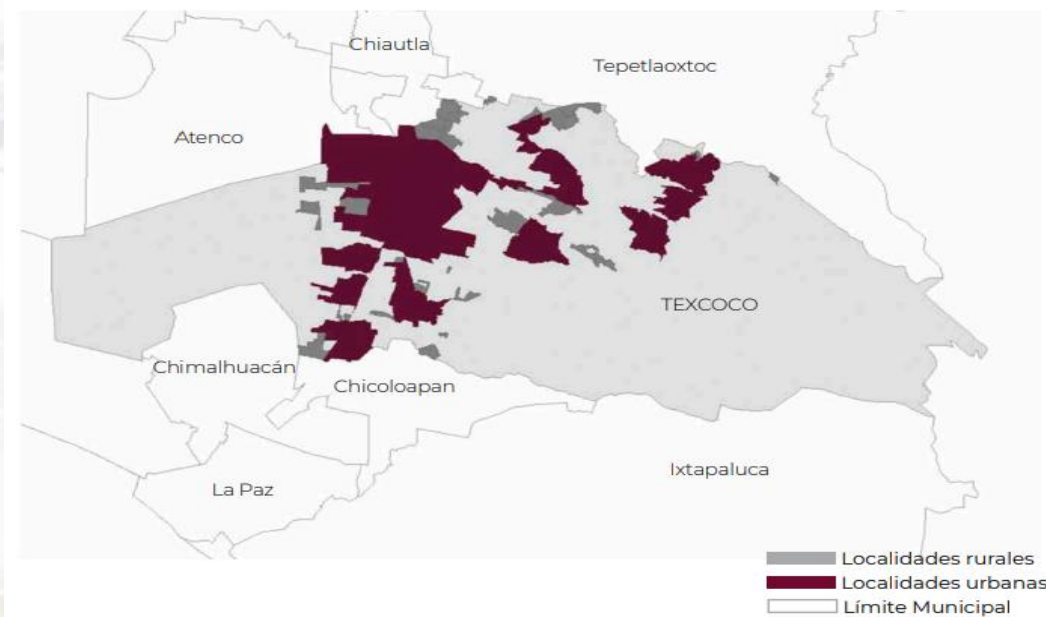 Chiautla
Tepetlaoxtoc
Atenco
TEXCOCO
Chimalhuacán
Chicoloapan
Ixtapaluca
La Paz
Localidades rurales
Localidades urbanas
Límite Municipal